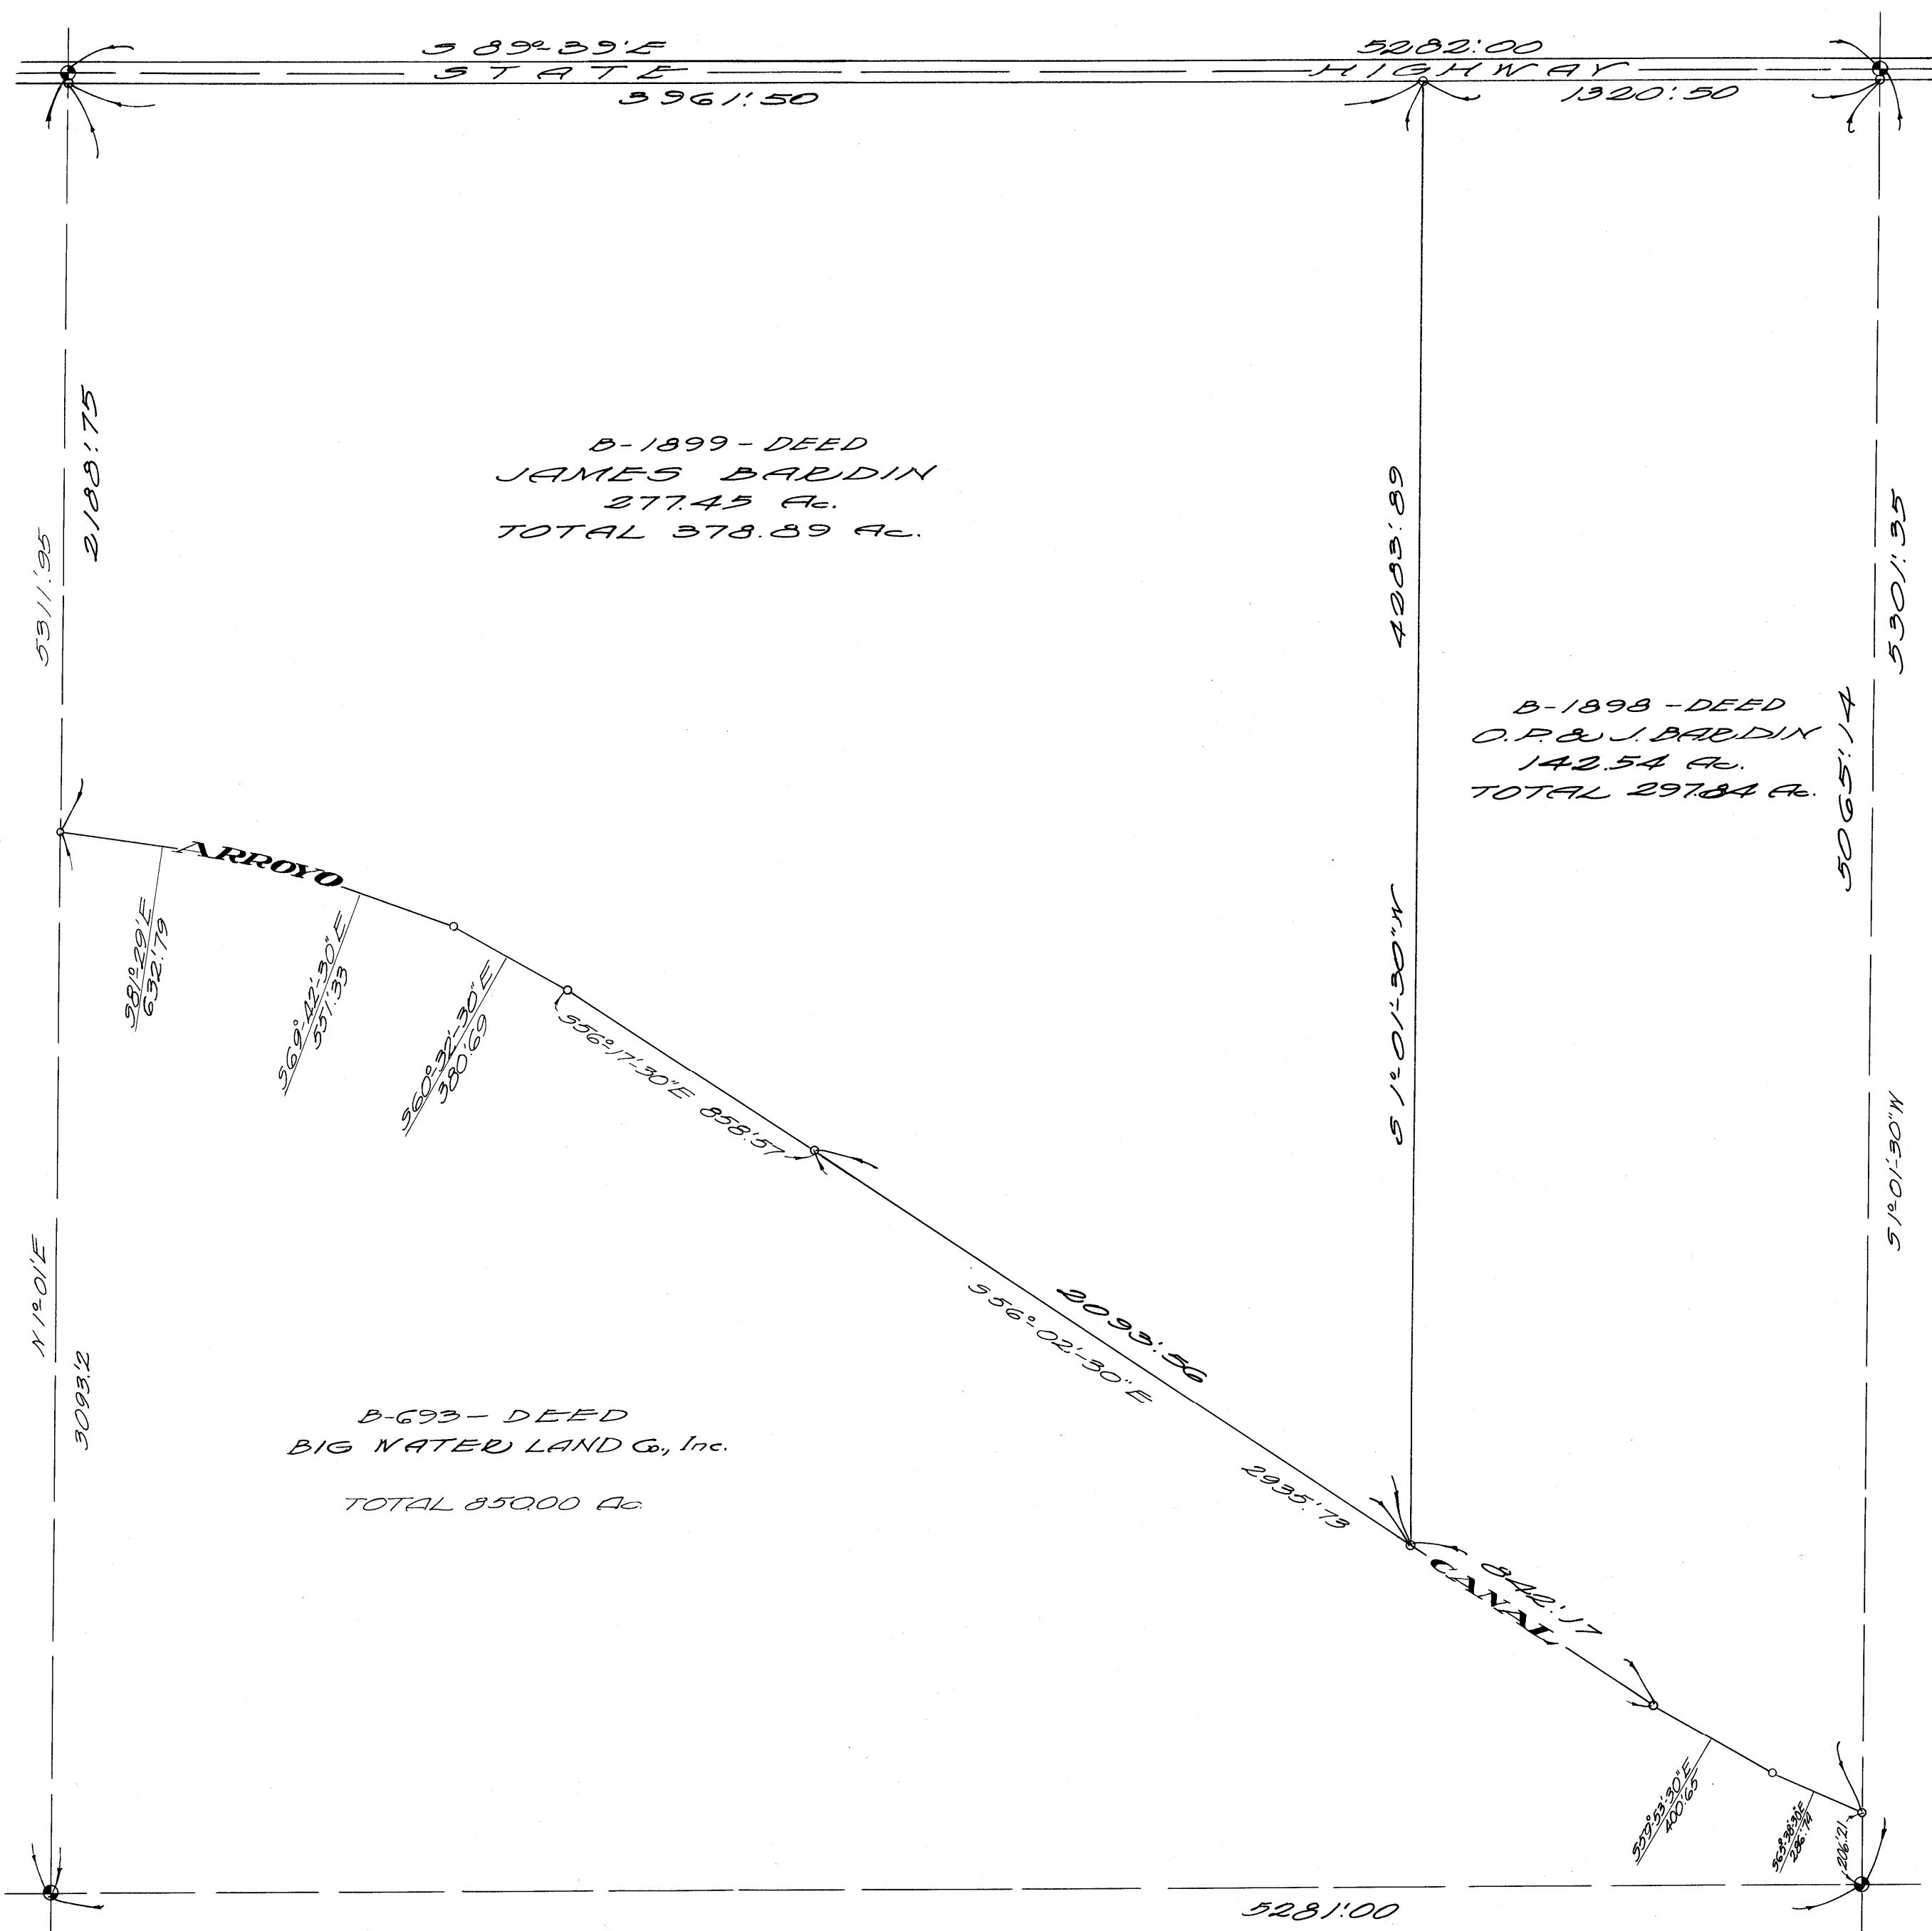 S 89°-39'E
5282'.00
STATE HIGHWAY
3961'.50
1320'.50
2188'.75
5311'.95
B-1899-DEED
JAMES BARDIN
277.45 Ac.
TOTAL 378.89 Ac.
4283'.89
5301'.35
B-1898-DEED
O.P. & J. BARDIN
142.54 Ac.
TOTAL 297.84 Ac.
5065'.14
ARROYO
S81°-29'E
632'.79
S69°-42'-30"E
551'.33
S60°-32'-30"E
380'.69
S56°-17'-30"E 858'.57
S 1°-01'-30"W
S 1°-01'-30"W
N 1°-01'E
3093'.2
2093'.56
S56°-02'-30"E
2935'.73
B-693-DEED
BIG WATER LAND Co., Inc.
TOTAL 850.00 Ac.
842'.17
CANAL
S59°-53'-30"E
400'.65
286'.74
206'.21
5281'.00